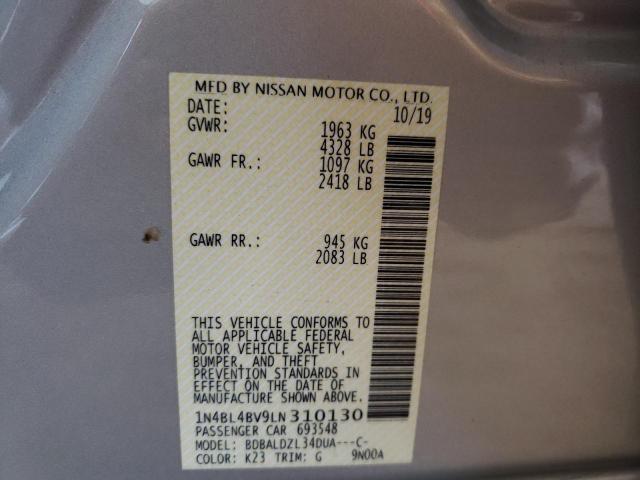 MFD BY NISSAN MOTOR CO., LTD.
DATE: 10/19
GVWR: 1963 KG
4328 LB
GAWR FR.: 1097 KG
2418 LB
GAWR RR.: 945 KG
2083 LB
THIS VEHICLE CONFORMS TO
ALL APPLICABLE FEDERAL
MOTOR VEHICLE SAFETY,
BUMPER, AND THEFT
PREVENTION STANDARDS IN
EFFECT ON THE DATE OF
MANUFACTURE SHOWN ABOVE.
1N4BL4BV9LN310130
PASSENGER CAR 693548
MODEL: BDBALDZL34DUA---C-
COLOR: K23 TRIM: G 9N00A